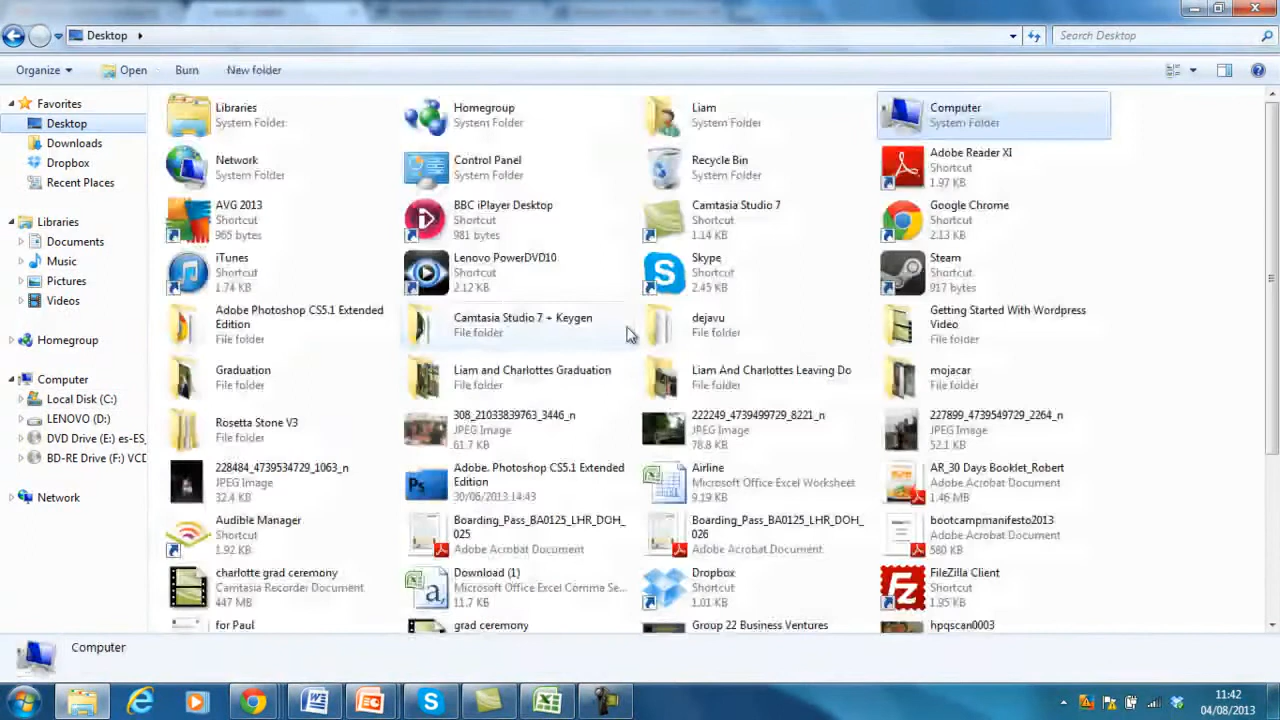 Desktop
Search Desktop
Organize
Open
Burn
New folder
Favorites
Desktop
Downloads
Dropbox
Recent Places
Libraries
Documents
Music
Pictures
Videos
Homegroup
Computer
Local Disk (C:)
LENOVO (D:)
DVD Drive (E:) es-ES_
BD-RE Drive (F:) VCD
Network
Libraries
System Folder
Homegroup
System Folder
Liam
System Folder
Computer
System Folder
Network
System Folder
Control Panel
System Folder
Recycle Bin
System Folder
Adobe Reader XI
Shortcut
1.97 KB
AVG 2013
Shortcut
965 bytes
BBC iPlayer Desktop
Shortcut
981 bytes
Camtasia Studio 7
Shortcut
1.14 KB
Google Chrome
Shortcut
2.13 KB
iTunes
Shortcut
1.74 KB
Lenovo PowerDVD10
Shortcut
2.12 KB
Skype
Shortcut
2.45 KB
Steam
Shortcut
917 bytes
Adobe Photoshop CS5.1 Extended
Edition
File folder
Camtasia Studio 7 + Keygen
File folder
dejavu
File folder
Getting Started With Wordpress
Video
File folder
Graduation
File folder
Liam and Charlottes Graduation
File folder
Liam And Charlottes Leaving Do
File folder
mojacar
File folder
Rosetta Stone V3
File folder
308_21033839763_3446_n
JPEG Image
61.7 KB
222249_4739499729_8221_n
JPEG Image
78.8 KB
227899_4739549729_2264_n
JPEG Image
52.1 KB
228484_4739534729_1063_n
JPEG Image
32.4 KB
Adobe. Photoshop CS5.1 Extended
Edition
30/06/2013 14:43
Airline
Microsoft Office Excel Worksheet
9.19 KB
AR_30 Days Booklet_Robert
Adobe Acrobat Document
1.46 MB
Audible Manager
Shortcut
1.92 KB
Boarding_Pass_BA0125_LHR_DOH_
025
Adobe Acrobat Document
Boarding_Pass_BA0125_LHR_DOH_
026
Adobe Acrobat Document
bootcampmanifesto2013
Adobe Acrobat Document
580 KB
charlotte grad ceremony
Camtasia Recorder Document
447 MB
Download (1)
Microsoft Office Excel Comma Se...
11.7 KB
Dropbox
Shortcut
1.01 KB
FileZilla Client
Shortcut
1.95 KB
for Paul
grad ceremony
Group 22 Business Ventures
hpqscan0003
Computer
11:42
04/08/2013